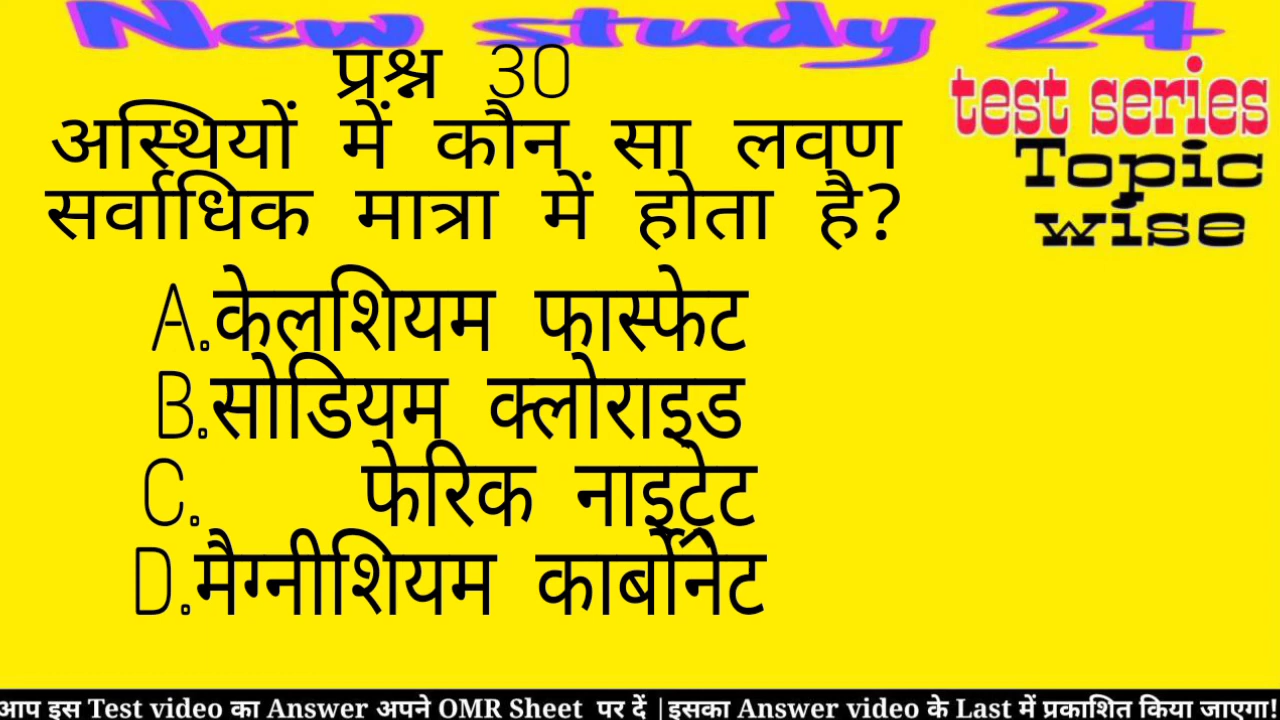 New study 24
प्रश्न 30
अस्थियों में कौन सा लवण
सर्वाधिक मात्रा में होता है?
A.केलशियम फास्फेट
B.सोडियम क्लोराइड
C. फेरिक नाइट्रेट
D.मैग्नीशियम कार्बोनेट
test series
Topic
wise
आप इस Test video का Answer अपने OMR Sheet पर दें |इसका Answer video के Last में प्रकाशित किया जाएगा!